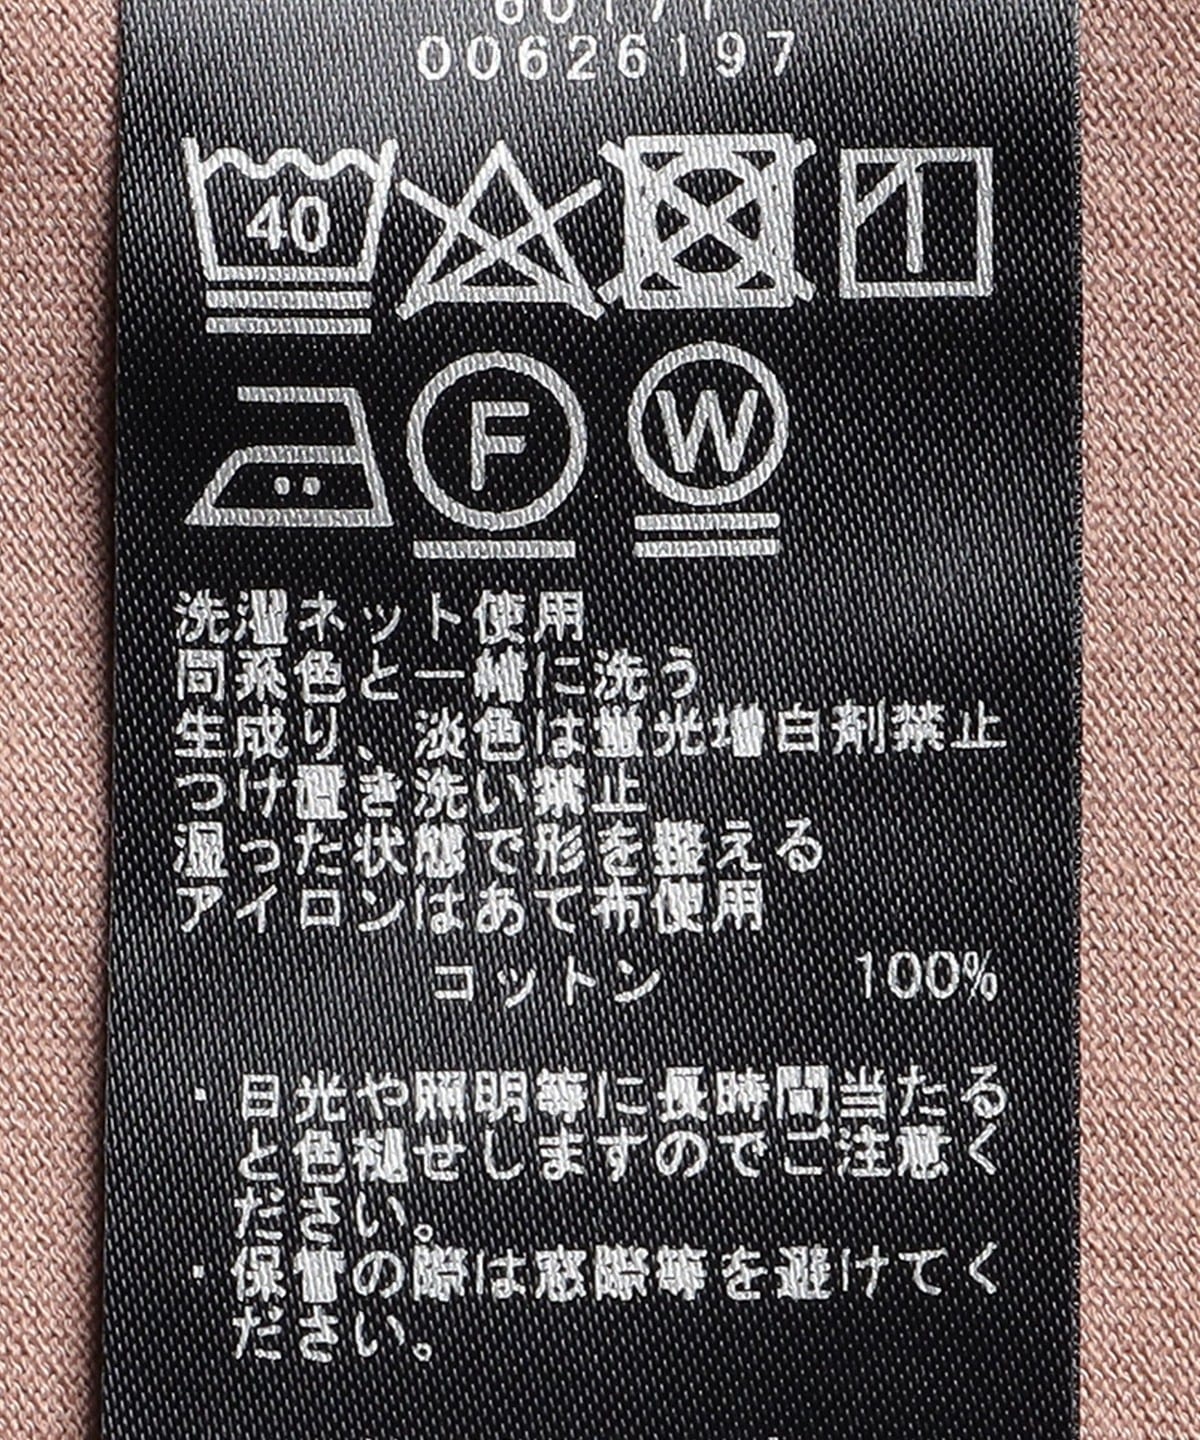 00626197
40
F
W
洗濯ネット使用
同系色と一緒に洗う
生成り、淡色は蛍光増白剤禁止
つけ置き洗い禁止
湿った状態で形を整える
アイロンはあて布使用
コットン 100%
・日光や照明等に長時間当たる
と色褪せしますのでご注意く
ださい。
・保管の際は窓際等を避けてく
ださい。